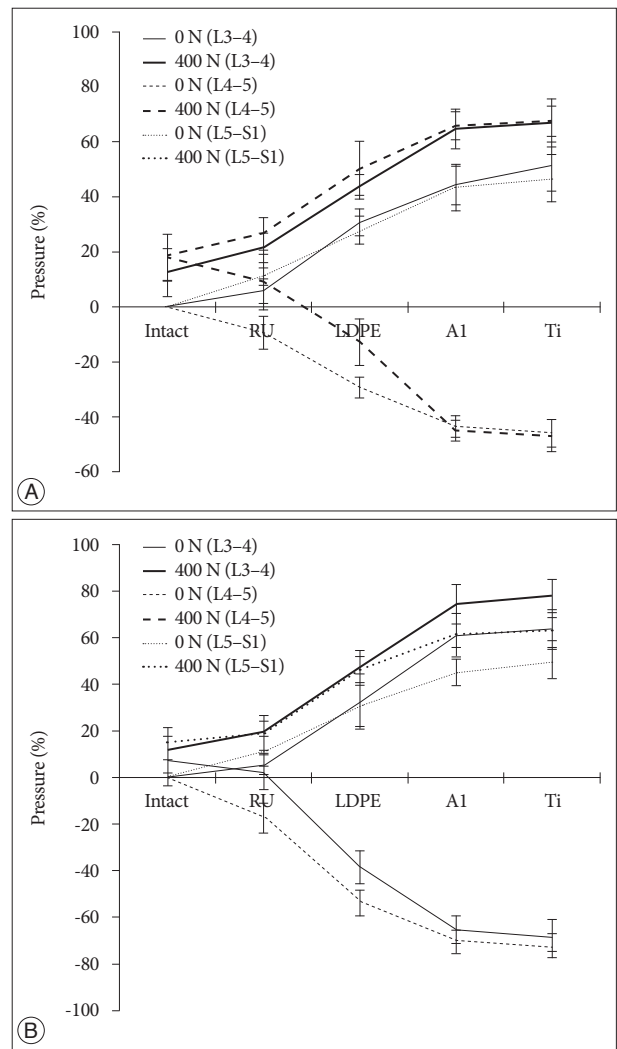 0 N (L3–4)
400 N (L3–4)
0 N (L4–5)
400 N (L4–5)
0 N (L5–S1)
400 N (L5–S1)
Pressure (%)
100
80
60
40
20
0
-20
-40
-60
Intact RU LDPE A1 Ti
A
0 N (L3–4)
400 N (L3–4)
0 N (L4–5)
400 N (L4–5)
0 N (L5–S1)
400 N (L5–S1)
Pressure (%)
100
80
60
40
20
0
-20
-40
-60
-80
-100
Intact RU LDPE A1 Ti
B